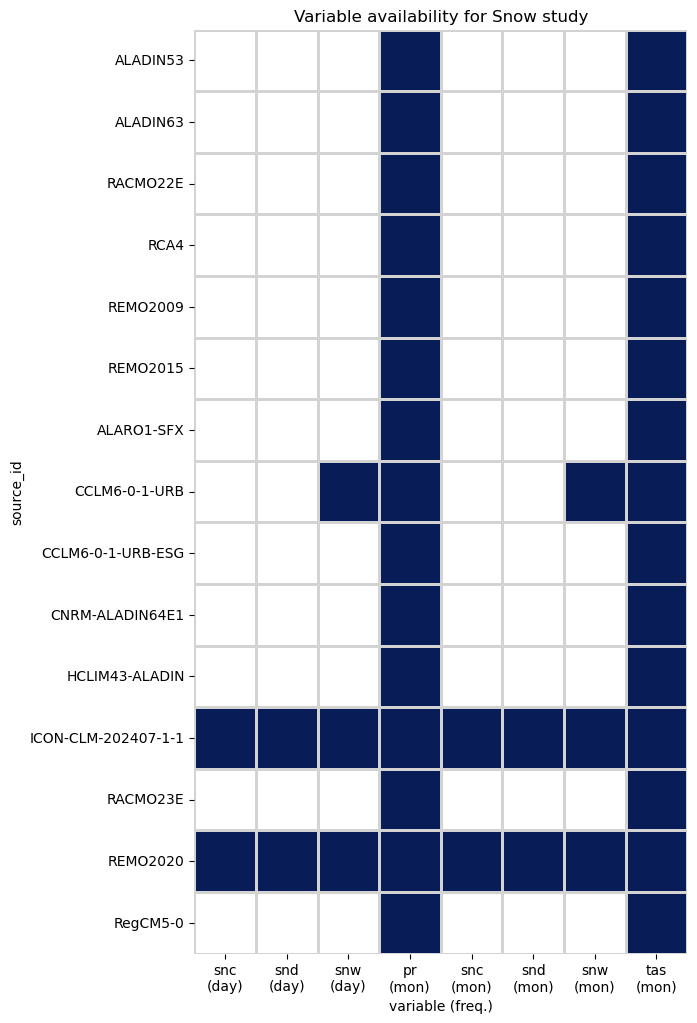 Variable availability for Snow study
source_id
ALADIN53
ALADIN63
RACMO22E
RCA4
REMO2009
REMO2015
ALARO1-SFX
CCLM6-0-1-URB
CCLM6-0-1-URB-ESG
CNRM-ALADIN64E1
HCLIM43-ALADIN
ICON-CLM-202407-1-1
RACMO23E
REMO2020
RegCM5-0
snc snd snw pr snc snd snw tas
(day) (day) (day) (mon) (mon) (mon) (mon) (mon)
variable (freq.)